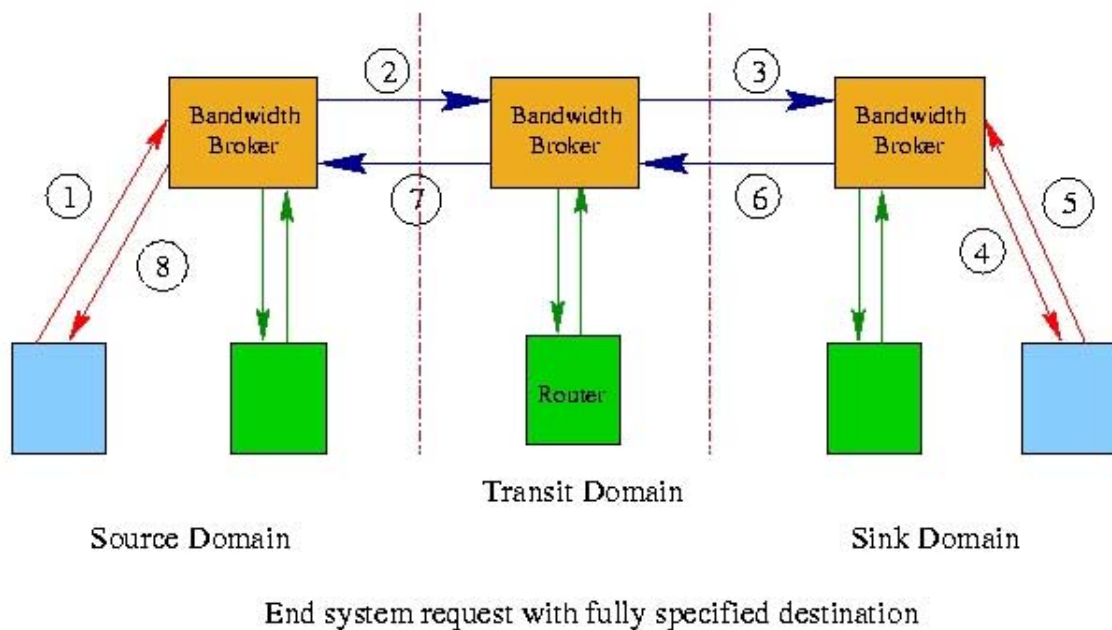 2
3
Bandwidth
Broker
Bandwidth
Broker
Bandwidth
Broker
1
7
6
5
8
4
Router
Transit Domain
Source Domain
Sink Domain
End system request with fully specified destination